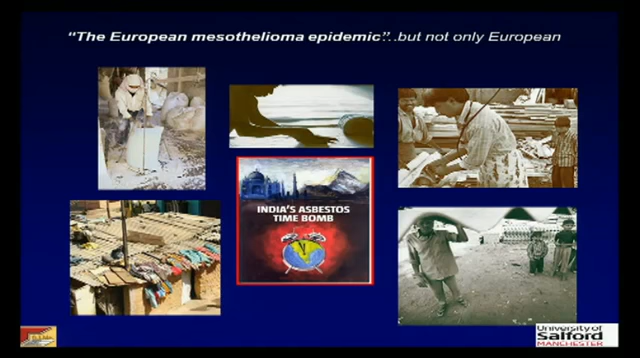 "The European mesothelioma epidemic"...but not only European
INDIA'S ASBESTOS
TIME BOMB
University of
Salford
MANCHESTER